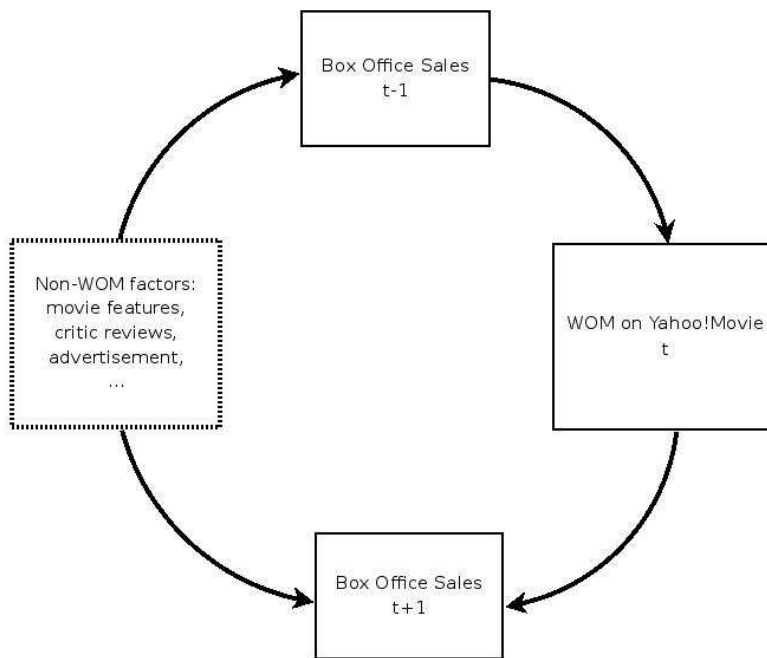 Box Office Sales
t-1
Non-WOM factors:
movie features,
critic reviews,
advertisement,
...
WOM on Yahoo!Movie
t
Box Office Sales
t+1